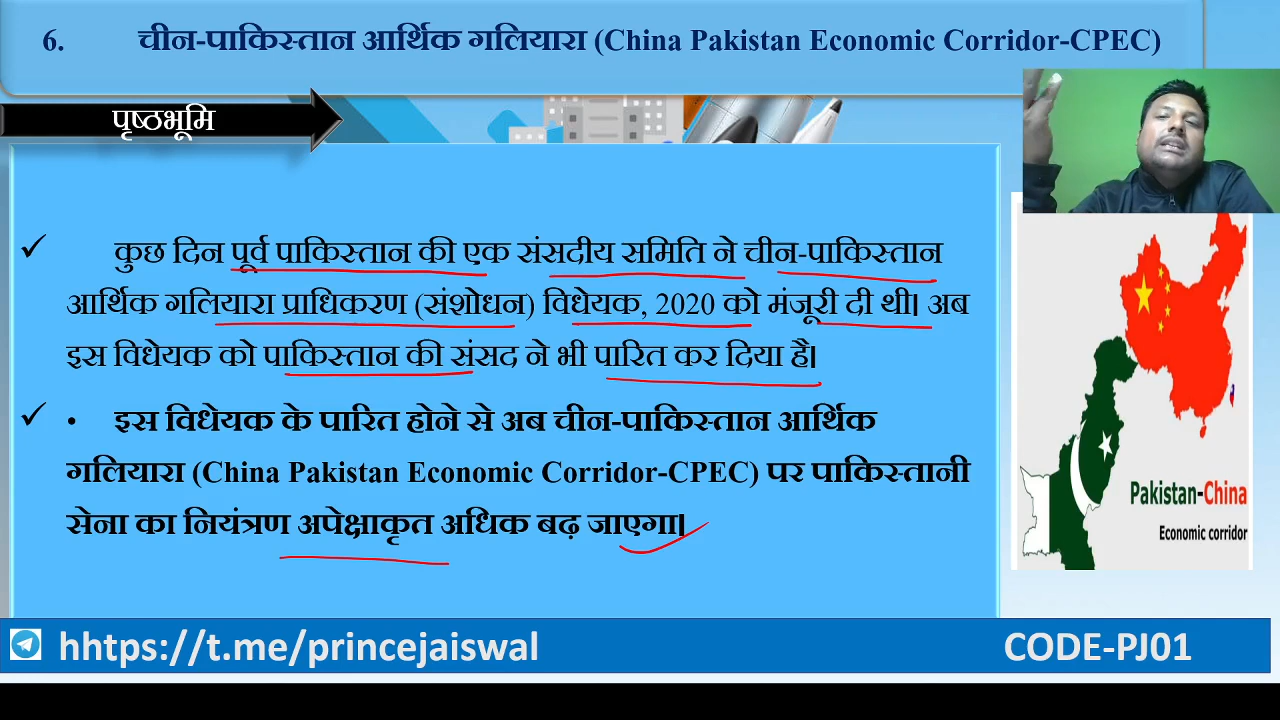 6. चीन-पाकिस्तान आर्थिक गलियारा (China Pakistan Economic Corridor-CPEC)
पृष्ठभूमि
✓ कुछ दिन पूर्व पाकिस्तान की एक संसदीय समिति ने चीन-पाकिस्तान
आर्थिक गलियारा प्राधिकरण (संशोधन) विधेयक, 2020 को मंजूरी दी थी। अब
इस विधेयक को पाकिस्तान की संसद ने भी पारित कर दिया है।
✓ • इस विधेयक के पारित होने से अब चीन-पाकिस्तान आर्थिक
गलियारा (China Pakistan Economic Corridor-CPEC) पर पाकिस्तानी
सेना का नियंत्रण अपेक्षाकृत अधिक बढ़ जाएगा।
Pakistan-China
Economic corridor
hhtps://t.me/princejaiswal
CODE-PJ01